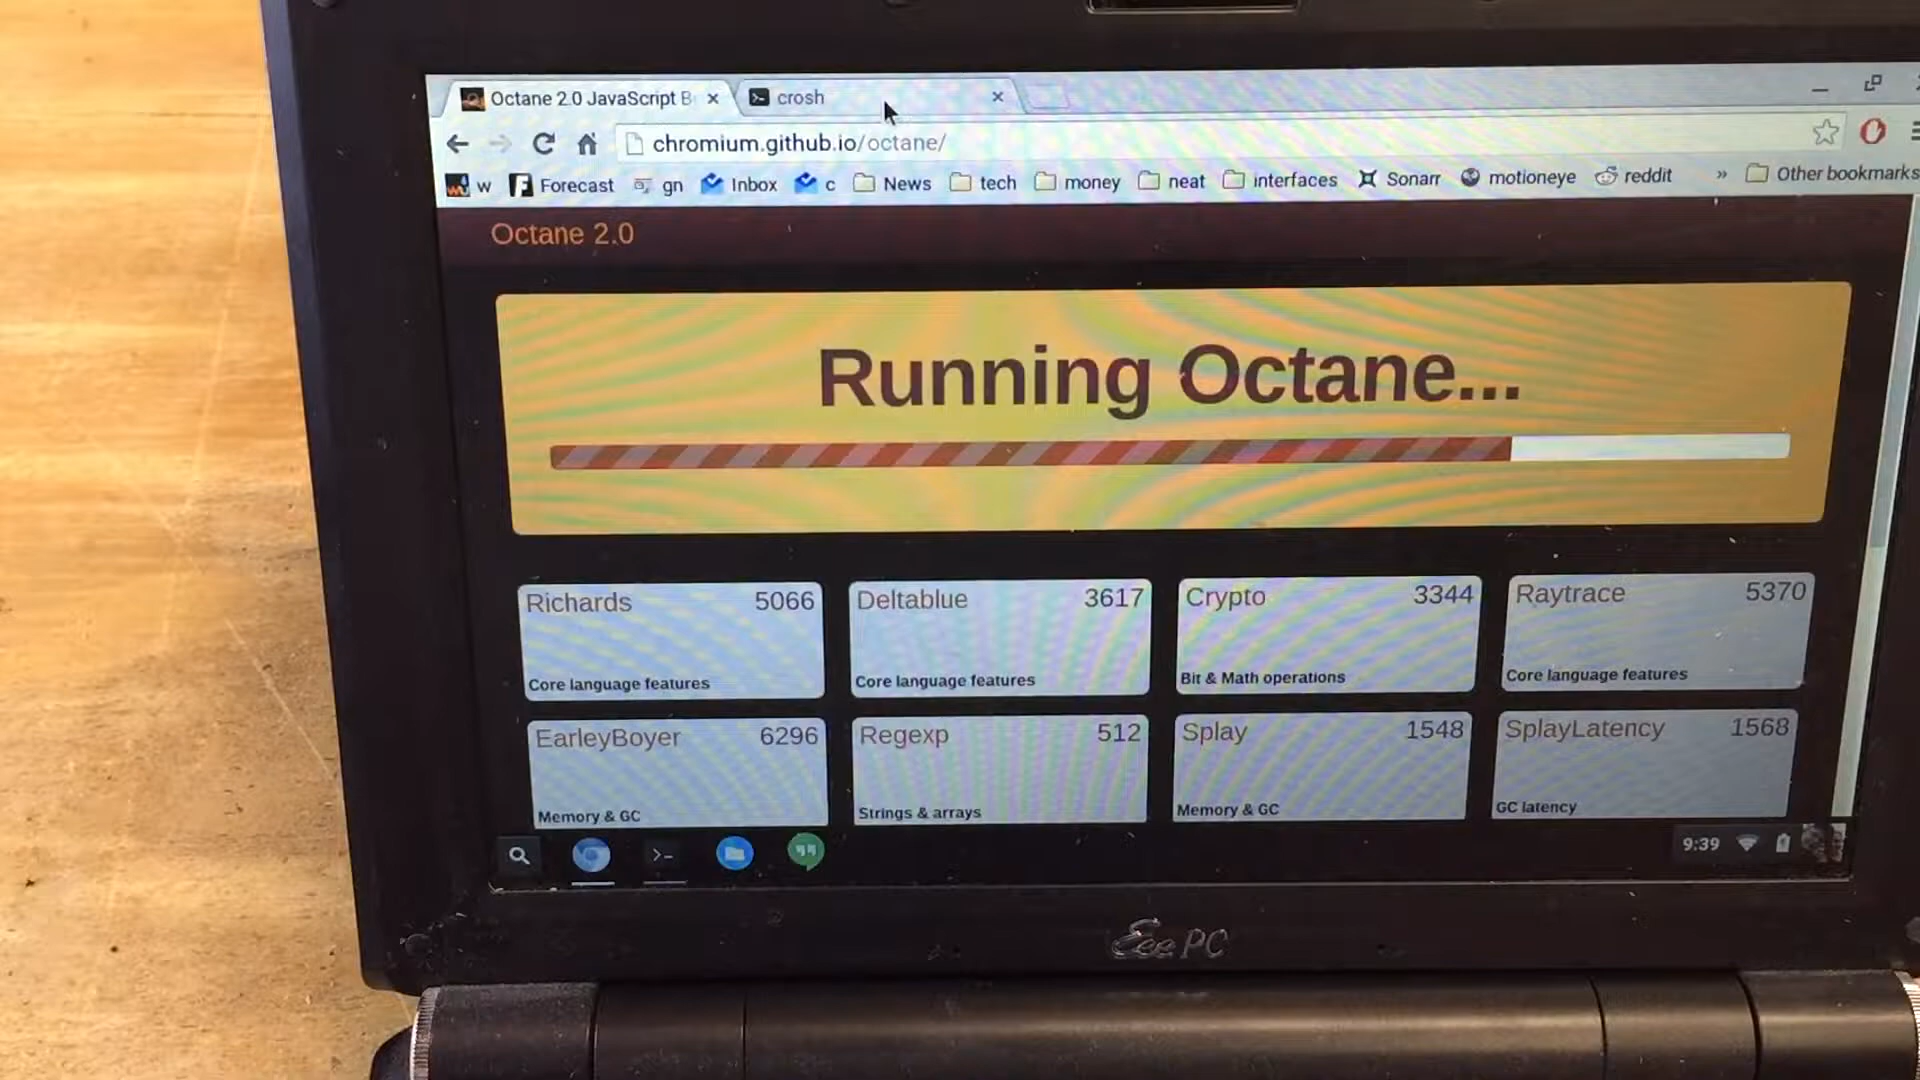 Octane 2.0 JavaScript B
crosh
chromium.github.io/octane/
w Forecast gn Inbox c News tech money neat interfaces Sonarr motioneye reddit » Other bookmarks
Octane 2.0
Running Octane...
Richards 5066
Core language features
Deltablue 3617
Core language features
Crypto 3344
Bit & Math operations
Raytrace 5370
Core language features
EarleyBoyer 6296
Memory & GC
Regexp 512
Strings & arrays
Splay 1548
Memory & GC
SplayLatency 1568
GC latency
9:39
Eee PC